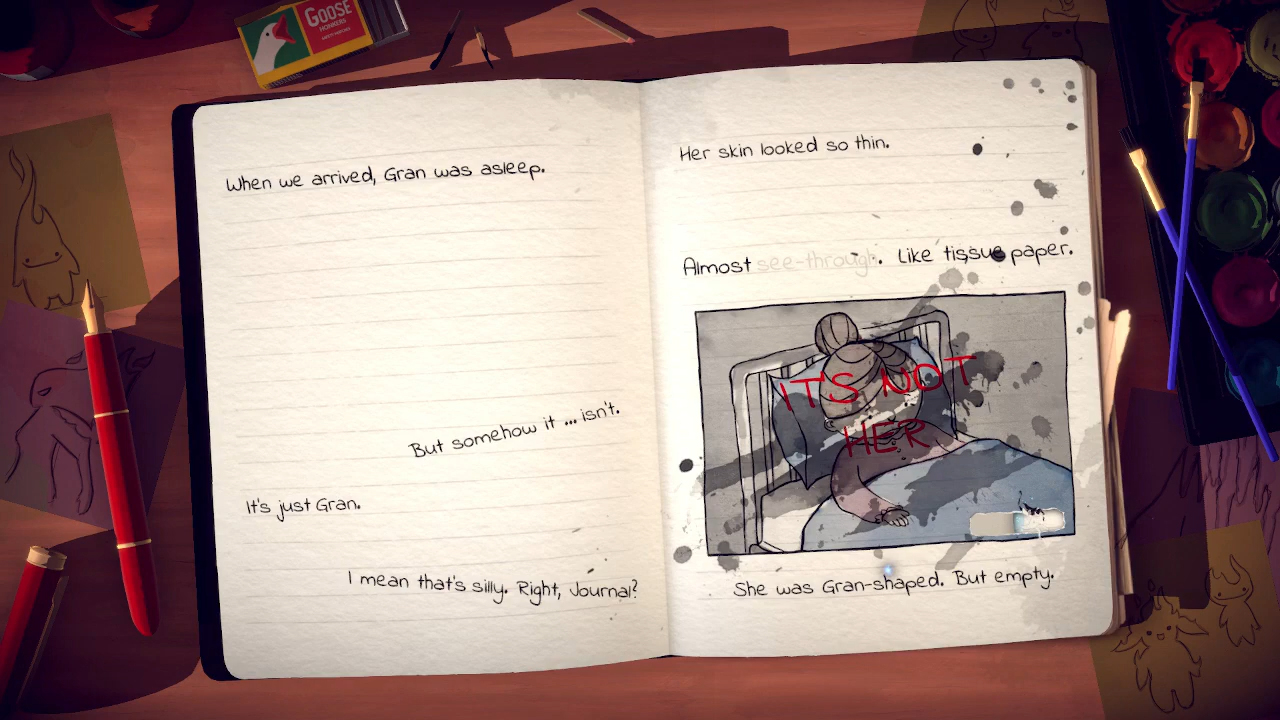 GOOSE
HONKERS
When we arrived, Gran was asleep.
But somehow it ... isn't.
It's just Gran.
I mean that's silly. Right, Journal?
Her skin looked so thin.
Almost see-through. Like tissue paper.
IT'S NOT
HER
She was Gran-shaped. But empty.